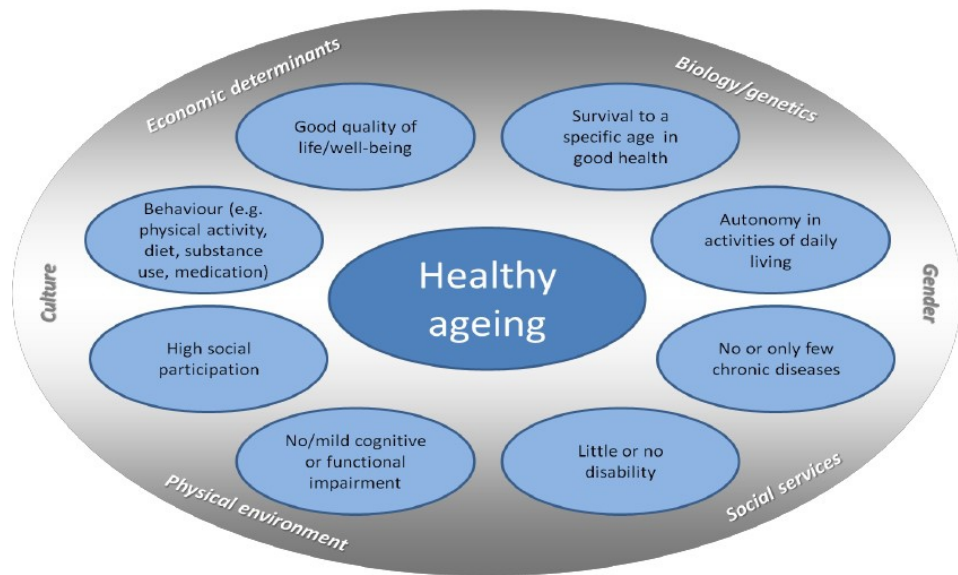 Economic determinants
Biology/genetics
Good quality of
life/well-being
Survival to a
specific age in
good health
Behaviour (e.g.
physical activity,
diet, substance
use, medication)
Autonomy in
activities of daily
living
Culture
Healthy
ageing
Gender
High social
participation
No or only few
chronic diseases
No/mild cognitive
or functional
impairment
Little or no
disability
Physical environment
Social services